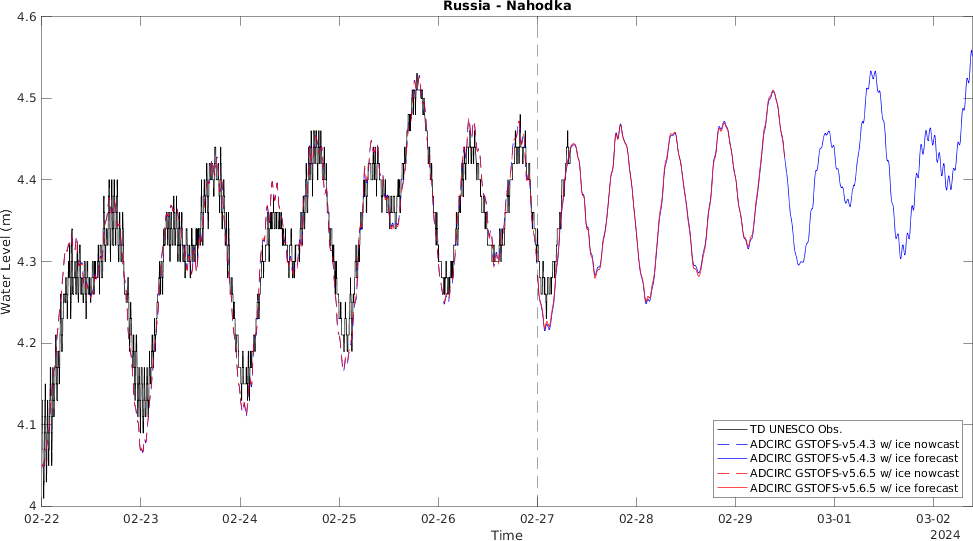 Russia - Nahodka
4.6
4.5
4.4
4.3
4.2
4.1
4
Water Level (m)
02-22 02-23 02-24 02-25 02-26 02-27 02-28 02-29 03-01 03-02
2024
Time
TD UNESCO Obs.
ADCIRC GSTOFS-v5.4.3 w/ ice nowcast
ADCIRC GSTOFS-v5.4.3 w/ ice forecast
ADCIRC GSTOFS-v5.6.5 w/ ice nowcast
ADCIRC GSTOFS-v5.6.5 w/ ice forecast